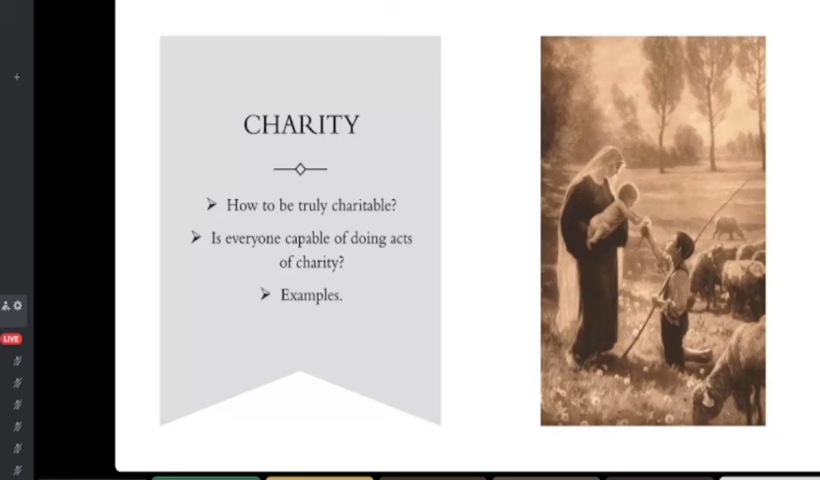 CHARITY
➢ How to be truly charitable?
➢ Is everyone capable of doing acts
of charity?
➢ Examples.
LIVE